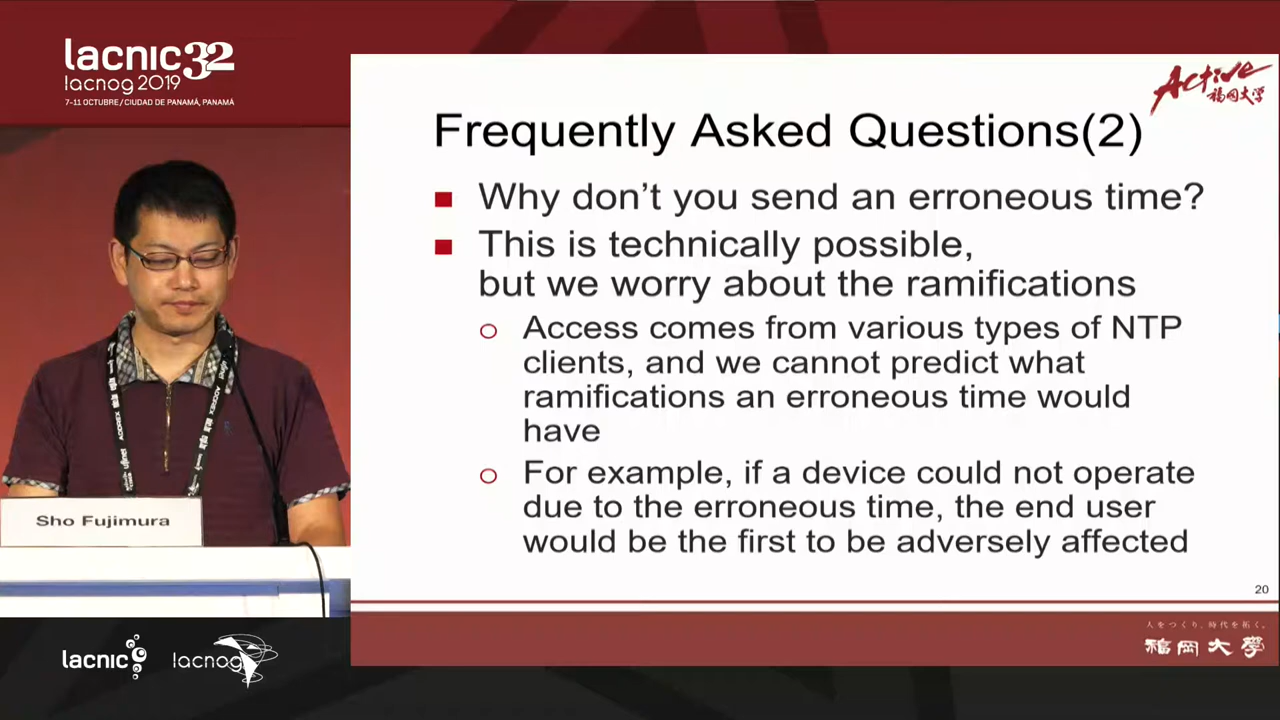 lacnic32
lacnog 2019
7-11 OCTUBRE / CIUDAD DE PANAMÁ, PANAMÁ
Active
福岡大学
Frequently Asked Questions(2)
Why don't you send an erroneous time?
This is technically possible,
but we worry about the ramifications
Access comes from various types of NTP
clients, and we cannot predict what
ramifications an erroneous time would
have
For example, if a device could not operate
due to the erroneous time, the end user
would be the first to be adversely affected
20
Sho Fujimura
人をつくり、時代を拓く。
福岡大學
lacnic
lacnog